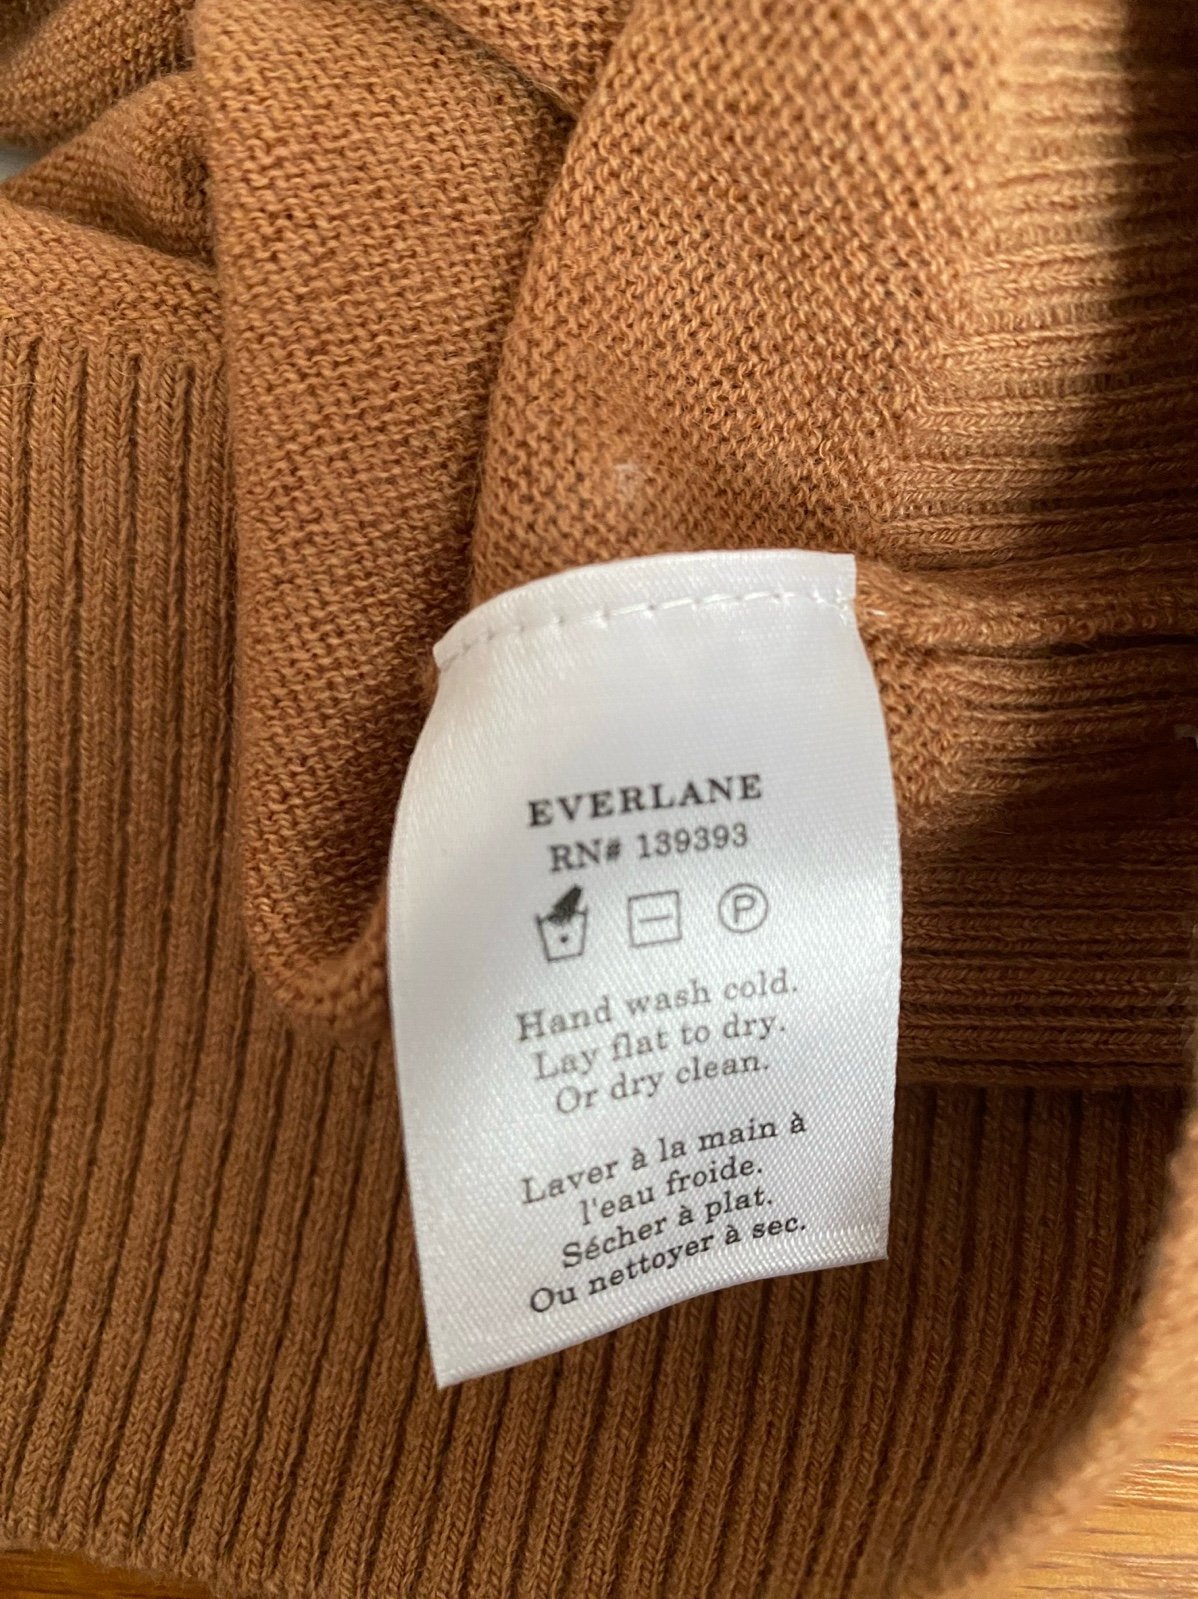 EVERLANE
RN# 139393
P
Hand wash cold.
Lay flat to dry.
Or dry clean.
Laver à la main à
l'eau froide.
Sécher à plat.
Ou nettoyer à sec.